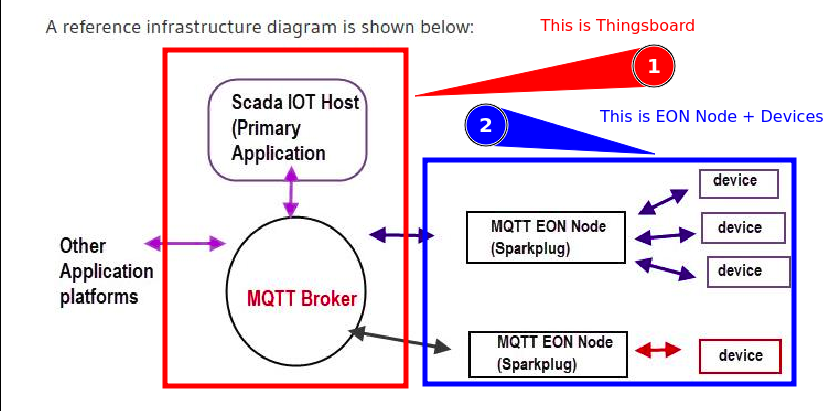 A reference infrastructure diagram is shown below:
This is Thingsboard
1
2
This is EON Node + Devices
Scada IOT Host
(Primary
Application
Other
Application
platforms
MQTT Broker
MQTT EON Node
(Sparkplug)
device
device
device
MQTT EON Node
(Sparkplug)
device